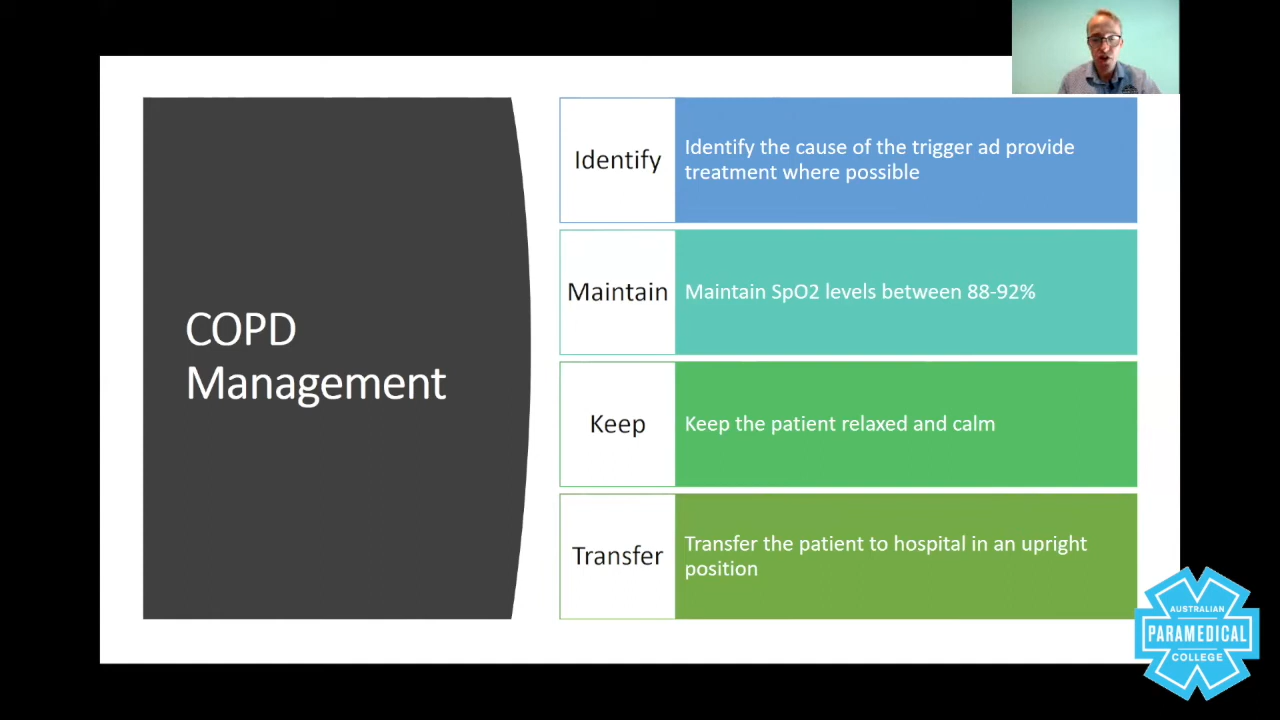 COPD
Management
Identify
Identify the cause of the trigger ad provide
treatment where possible
Maintain
Maintain SpO2 levels between 88-92%
Keep
Keep the patient relaxed and calm
Transfer
Transfer the patient to hospital in an upright
position
AUSTRALIAN
PARAMEDICAL
COLLEGE